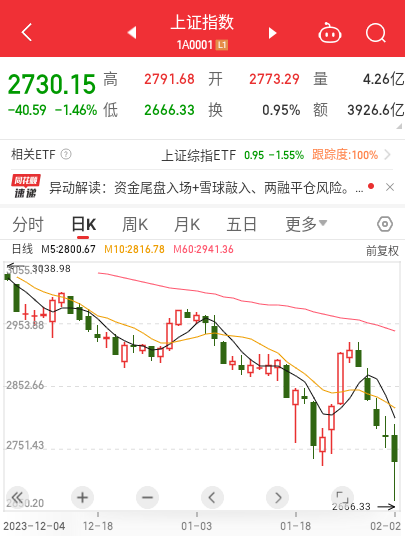 上证指数
1A0001 L1
2730.15 高 2791.68 开 2773.29 量 4.26亿
-40.59 -1.46% 低 2666.33 换 0.95% 额 3926.6亿
相关ETF ? 上证综指ETF 0.95 -1.55% 跟踪度:100%
同花顺
速递 异动解读：资金尾盘入场+雪球敲入、两融平仓风险。...
分时 日K 周K 月K 五日 更多
日线 M5:2800.67 M10:2816.78 M60:2941.36 前复权
3038.98
2953.88
2852.66
2751.43
2666.33
2023-12-04 12-18 01-03 01-18 02-02